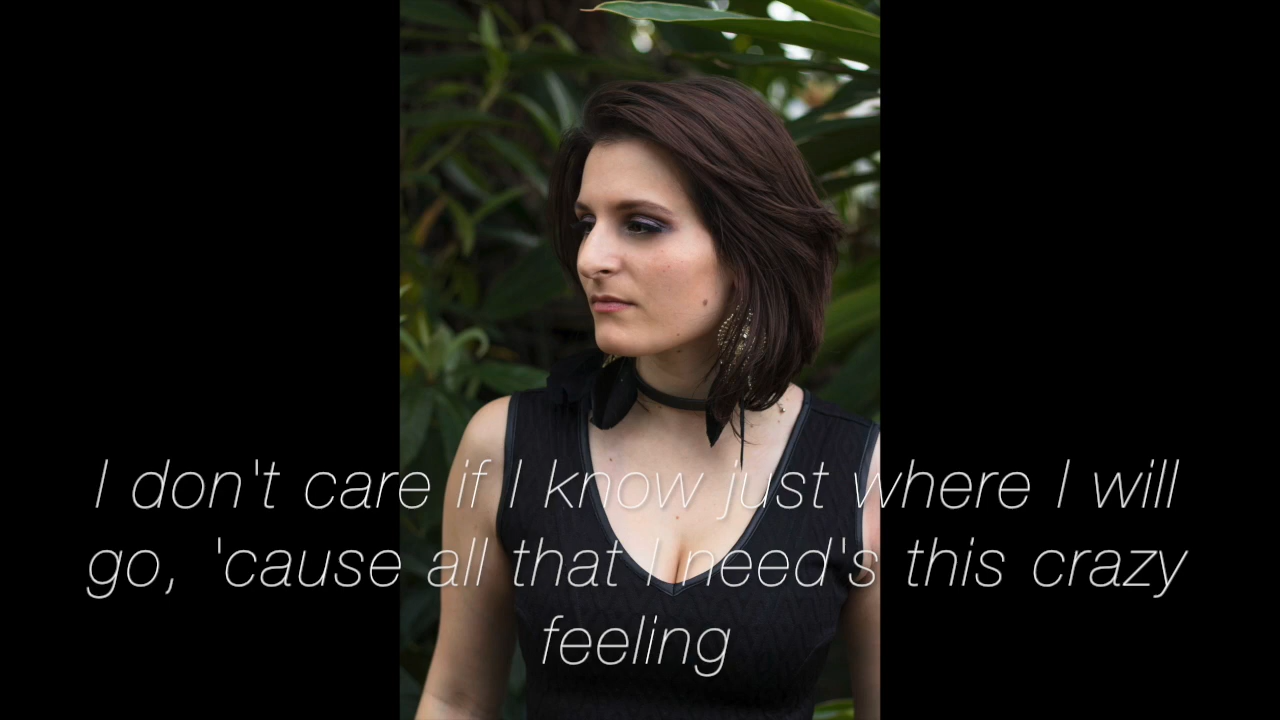 I don't care if I know just where I will
go, 'cause all that I need's this crazy
feeling